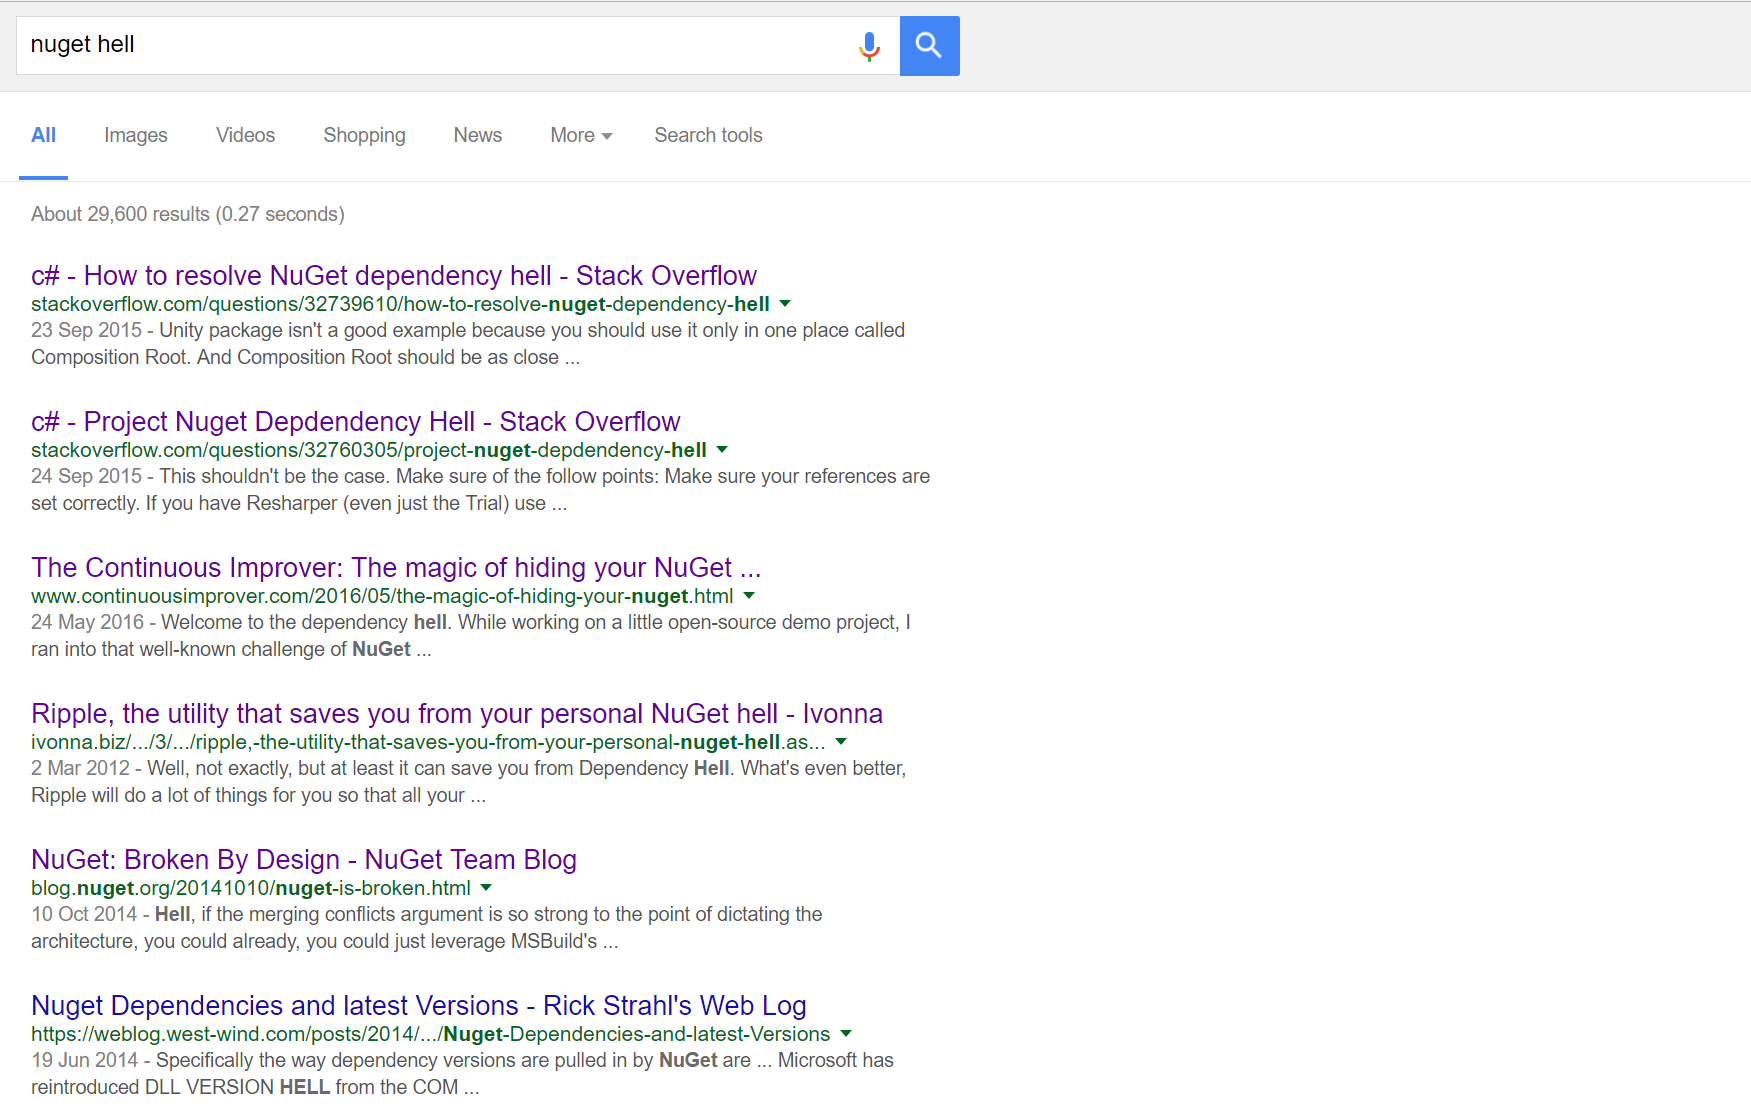 nuget hell
All Images Videos Shopping News More Search tools
About 29,600 results (0.27 seconds)
c# - How to resolve NuGet dependency hell - Stack Overflow
stackoverflow.com/questions/32739610/how-to-resolve-nuget-dependency-hell
23 Sep 2015 - Unity package isn't a good example because you should use it only in one place called
Composition Root. And Composition Root should be as close ...
c# - Project Nuget Depdendency Hell - Stack Overflow
stackoverflow.com/questions/32760305/project-nuget-depdendency-hell
24 Sep 2015 - This shouldn't be the case. Make sure of the follow points: Make sure your references are
set correctly. If you have Resharper (even just the Trial) use ...
The Continuous Improver: The magic of hiding your NuGet ...
www.continuousimprover.com/2016/05/the-magic-of-hiding-your-nuget.html
24 May 2016 - Welcome to the dependency hell. While working on a little open-source demo project, I
ran into that well-known challenge of NuGet ...
Ripple, the utility that saves you from your personal NuGet hell - Ivonna
ivonna.biz/.../3/.../ripple,-the-utility-that-saves-you-from-your-personal-nuget-hell.as...
2 Mar 2012 - Well, not exactly, but at least it can save you from Dependency Hell. What's even better,
Ripple will do a lot of things for you so that all your ...
NuGet: Broken By Design - NuGet Team Blog
blog.nuget.org/20141010/nuget-is-broken.html
10 Oct 2014 - Hell, if the merging conflicts argument is so strong to the point of dictating the
architecture, you could already, you could just leverage MSBuild's ...
Nuget Dependencies and latest Versions - Rick Strahl's Web Log
https://weblog.west-wind.com/posts/2014/.../Nuget-Dependencies-and-latest-Versions
19 Jun 2014 - Specifically the way dependency versions are pulled in by NuGet are ... Microsoft has
reintroduced DLL VERSION HELL from the COM ...